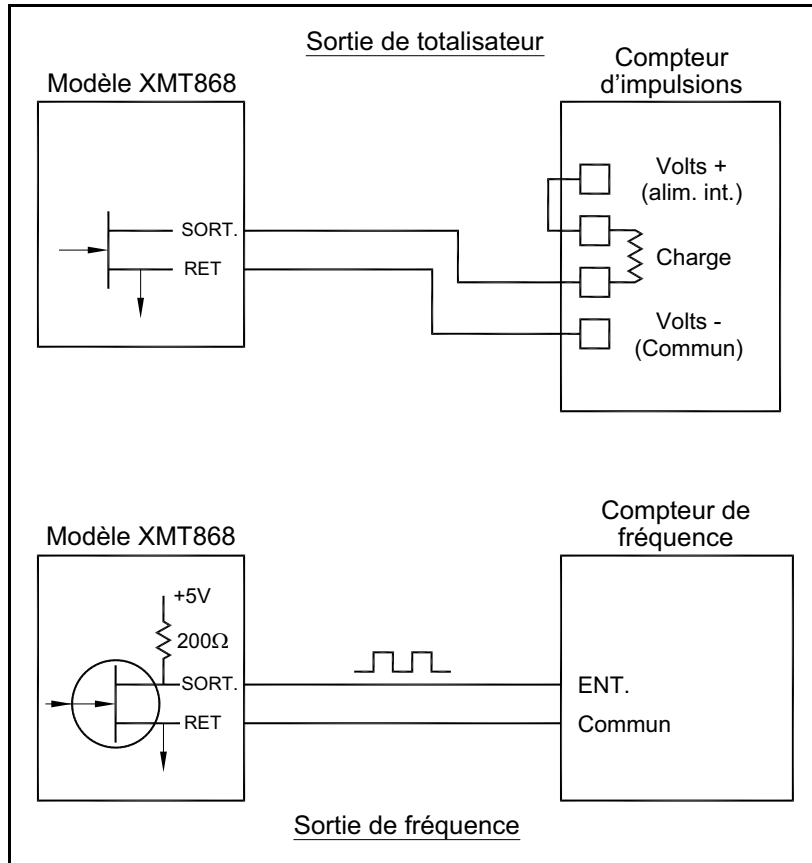 Sortie de totalisateur
Modèle XMT868
Compteur
d'impulsions
Volts +
(alim. int.)
SORT.
Charge
RET
Volts -
(Commun)
Modèle XMT868
Compteur de
fréquence
+5V
200Ω
SORT.
ENT.
RET
Commun
Sortie de fréquence